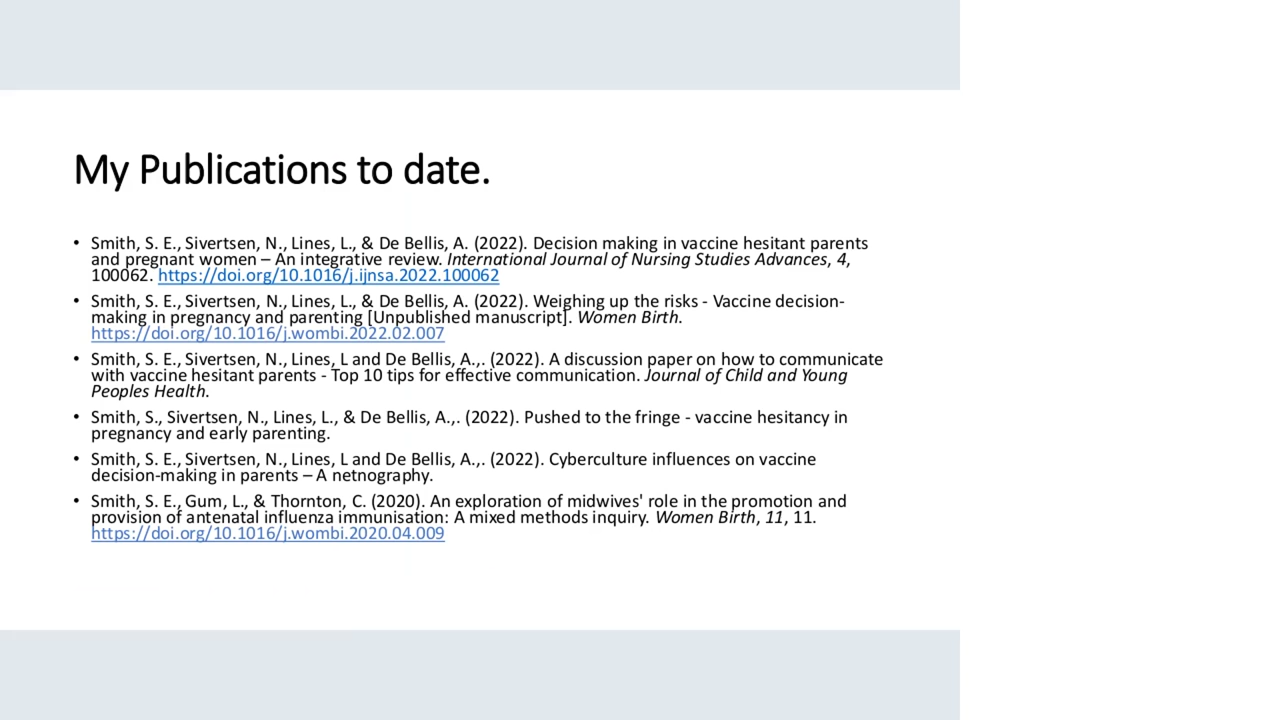 My Publications to date.
• Smith, S. E., Sivertsen, N., Lines, L., & De Bellis, A. (2022). Decision making in vaccine hesitant parents
and pregnant women – An integrative review. International Journal of Nursing Studies Advances, 4,
100062. https://doi.org/10.1016/j.ijnsa.2022.100062
• Smith, S. E., Sivertsen, N., Lines, L., & De Bellis, A. (2022). Weighing up the risks - Vaccine decision-
making in pregnancy and parenting [Unpublished manuscript]. Women Birth.
https://doi.org/10.1016/j.wombi.2022.02.007
• Smith, S. E., Sivertsen, N., Lines, L and De Bellis, A.,. (2022). A discussion paper on how to communicate
with vaccine hesitant parents - Top 10 tips for effective communication. Journal of Child and Young
Peoples Health.
• Smith, S., Sivertsen, N., Lines, L., & De Bellis, A.,. (2022). Pushed to the fringe - vaccine hesitancy in
pregnancy and early parenting.
• Smith, S. E., Sivertsen, N., Lines, L and De Bellis, A.,. (2022). Cyberculture influences on vaccine
decision-making in parents – A netnography.
• Smith, S. E., Gum, L., & Thornton, C. (2020). An exploration of midwives' role in the promotion and
provision of antenatal influenza immunisation: A mixed methods inquiry. Women Birth, 11, 11.
https://doi.org/10.1016/j.wombi.2020.04.009